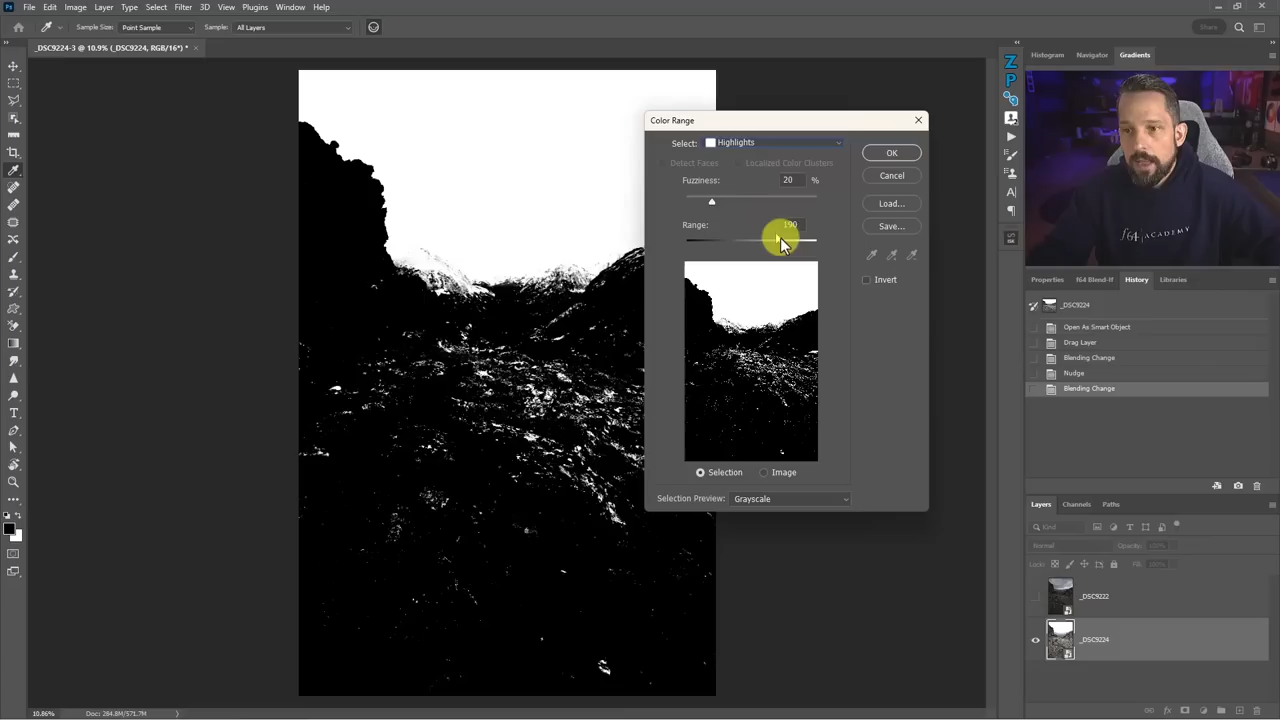 Ps File Edit Image Layer Type Select Filter 3D View Plugins Window Help
Sample Size: Point Sample Sample: All Layers Share
_DSC9224-3 @ 10.9% (_DSC9224, RGB/16*) * ×
Histogram Navigator Gradients
Color Range
Select: Highlights
OK
Detect Faces Localized Color Clusters
Cancel
Fuzziness: 20 %
Load...
Range: 190
Save...
Invert
Selection Image
Selection Preview: Grayscale
f64 ACADEMY
Properties f64 Blend-If History Libraries
_DSC9224
Open As Smart Object
Drag Layer
Blending Change
Nudge
Blending Change
Layers Channels Paths
Kind
Normal Opacity: 100%
Lock: Fill: 100%
_DSC9222
_DSC9224
10.86% Doc: 284.8M/571.7M